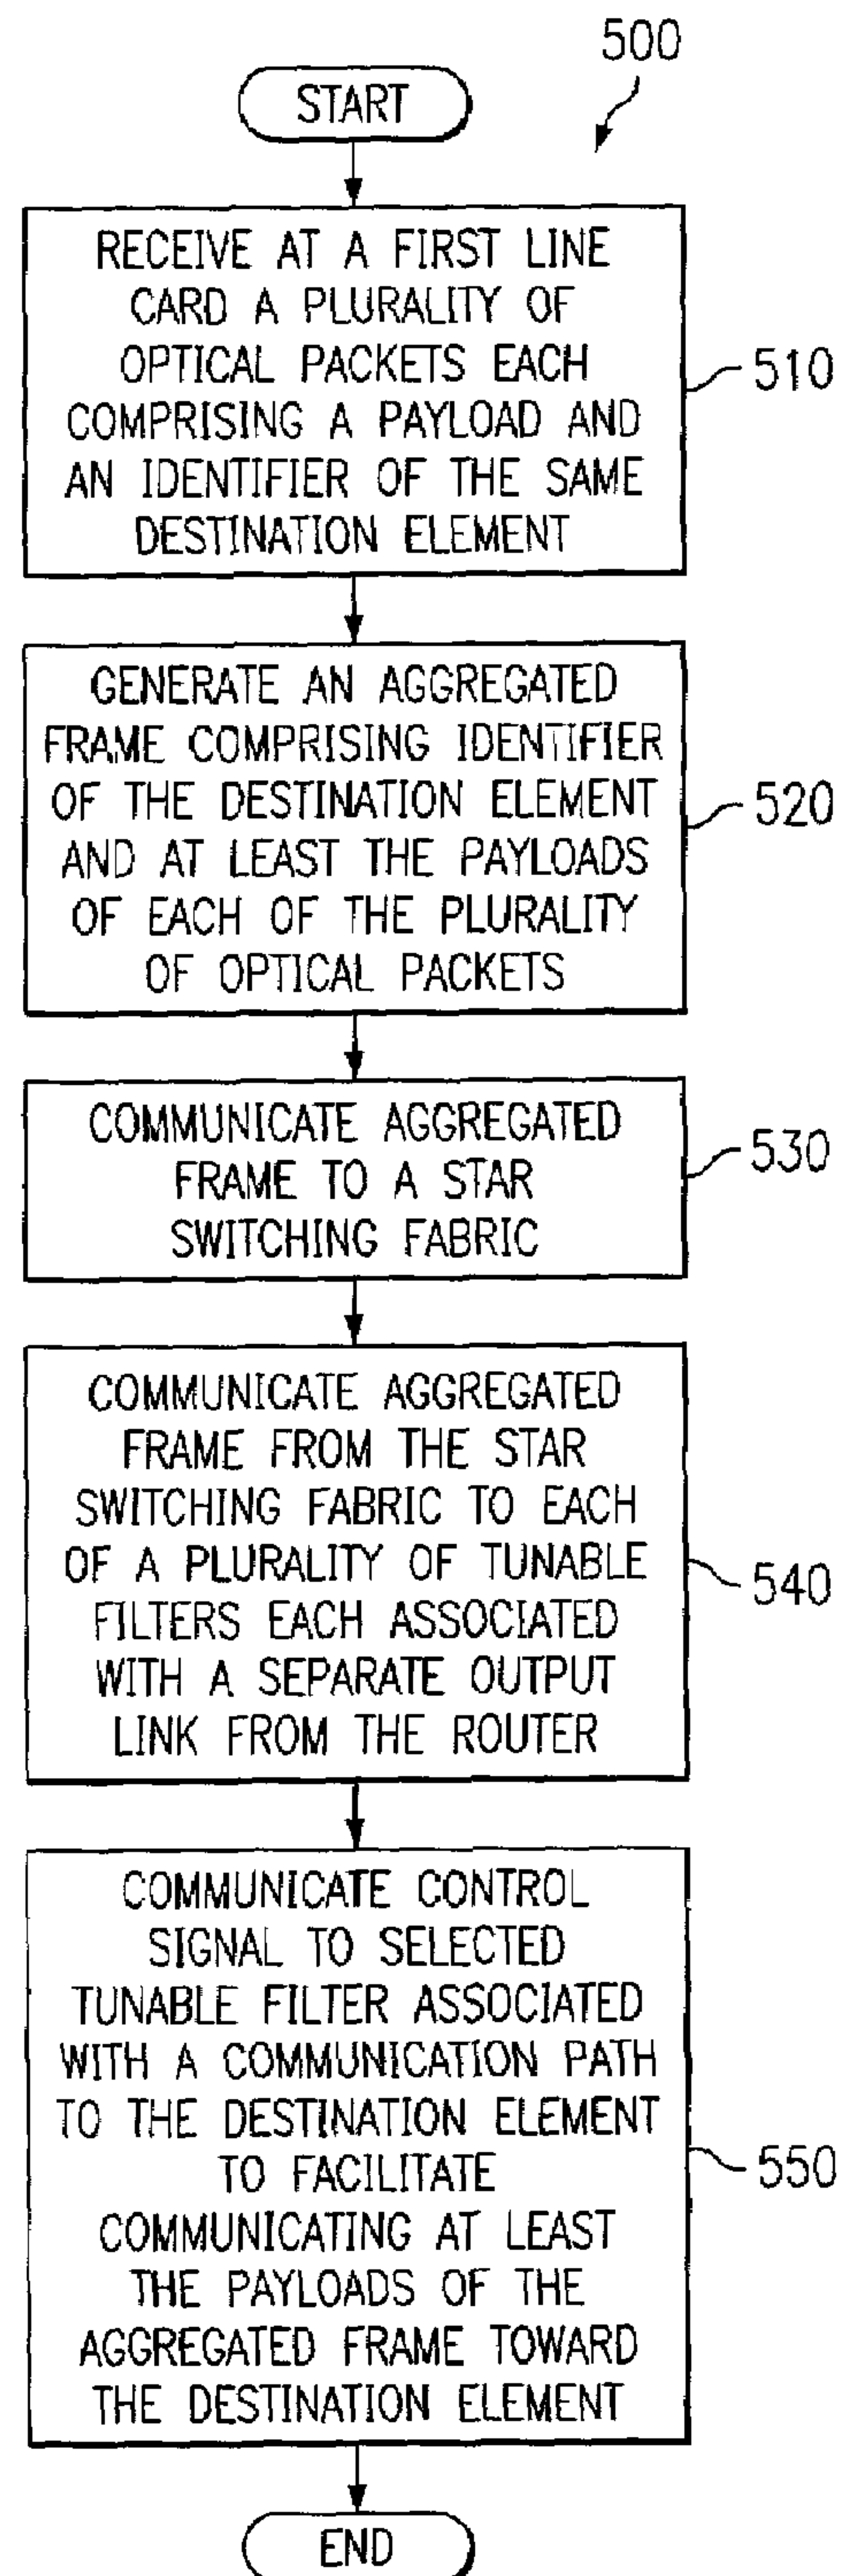 500
START
RECEIVE AT A FIRST LINE
CARD A PLURALITY OF
OPTICAL PACKETS EACH
COMPRISING A PAYLOAD AND
AN IDENTIFIER OF THE SAME
DESTINATION ELEMENT
510
GENERATE AN AGGREGATED
FRAME COMPRISING IDENTIFIER
OF THE DESTINATION ELEMENT
AND AT LEAST THE PAYLOADS
OF EACH OF THE PLURALITY
OF OPTICAL PACKETS
520
COMMUNICATE AGGREGATED
FRAME TO A STAR
SWITCHING FABRIC
530
COMMUNICATE AGGREGATED
FRAME FROM THE STAR
SWITCHING FABRIC TO EACH
OF A PLURALITY OF TUNABLE
FILTERS EACH ASSOCIATED
WITH A SEPARATE OUTPUT
LINK FROM THE ROUTER
540
COMMUNICATE CONTROL
SIGNAL TO SELECTED
TUNABLE FILTER ASSOCIATED
WITH A COMMUNICATION PATH
TO THE DESTINATION ELEMENT
TO FACILITATE
COMMUNICATING AT LEAST
THE PAYLOADS OF THE
AGGREGATED FRAME TOWARD
THE DESTINATION ELEMENT
550
END